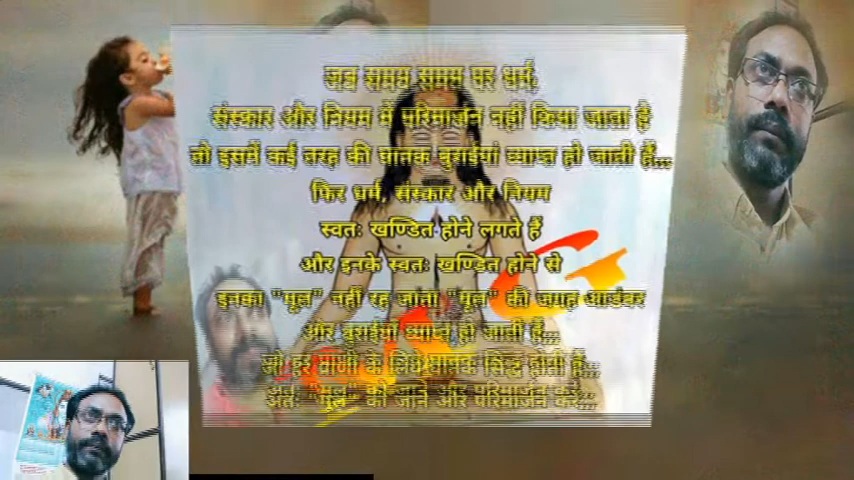 जब समय समय पर धर्म,
संस्कार और नियम में परिमार्जन नहीं किया जाता है
तो इसमें कई तरह की घातक बुराईयां व्याप्त हो जाती हैं...
फिर धर्म, संस्कार और नियम
स्वतः खण्डित होने लगते हैं
और इनके स्वतः खण्डित होने से
इनका "मूल" नहीं रह जाता "मूल" की जगह आडंबर
और बुराईयां व्याप्त हो जाती हैं...
जो हर प्राणी के लिये घातक सिद्ध होती हैं...
अतः "मूल" की जाने और परिमार्जन करें...